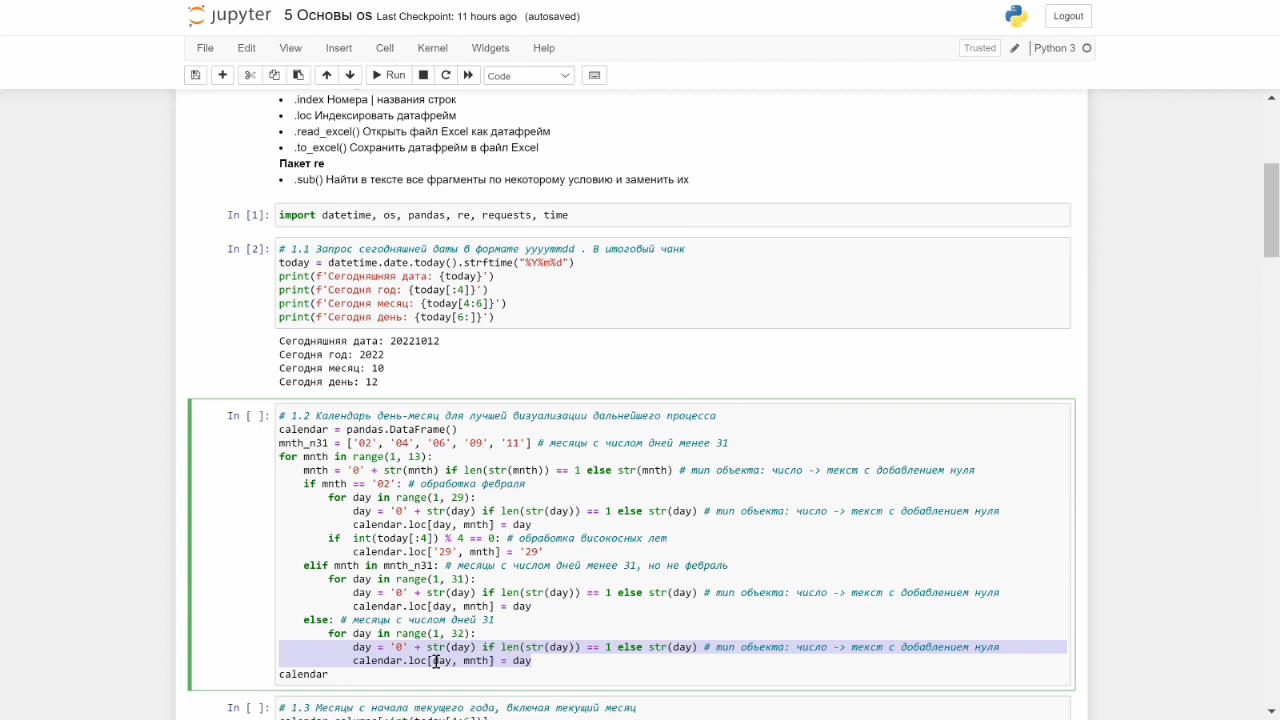 jupyter 5 Основы os Last Checkpoint: 11 hours ago (autosaved) Logout
File Edit View Insert Cell Kernel Widgets Help Trusted Python 3
Run Code
.index Номера | названия строк
.loc Индексировать датафрейм
.read_excel() Открыть файл Excel как датафрейм
.to_excel() Сохранить датафрейм в файл Excel
Пакет re
.sub() Найти в тексте все фрагменты по некоторому условию и заменить их
In [1]: import datetime, os, pandas, re, requests, time
In [2]: # 1.1 Запрос сегодняшней даты в формате yyyymmdd . В итоговый чанк
today = datetime.date.today().strftime("%Y%m%d")
print(f'Сегодняшняя дата: {today}')
print(f'Сегодня год: {today[:4]}')
print(f'Сегодня месяц: {today[4:6]}')
print(f'Сегодня день: {today[6:]}')
Сегодняшняя дата: 20221012
Сегодня год: 2022
Сегодня месяц: 10
Сегодня день: 12
In [ ]: # 1.2 Календарь день-месяц для лучшей визуализации дальнейшего процесса
calendar = pandas.DataFrame()
mnth_n31 = ['02', '04', '06', '09', '11'] # месяцы с числом дней менее 31
for mnth in range(1, 13):
mnth = '0' + str(mnth) if len(str(mnth)) == 1 else str(mnth) # тип объекта: число -> текст с добавлением нуля
if mnth == '02': # обработка февраля
for day in range(1, 29):
day = '0' + str(day) if len(str(day)) == 1 else str(day) # тип объекта: число -> текст с добавлением нуля
calendar.loc[day, mnth] = day
if int(today[:4]) % 4 == 0: # обработка високосных лет
calendar.loc['29', mnth] = '29'
elif mnth in mnth_n31: # месяцы с числом дней менее 31, но не февраль
for day in range(1, 31):
day = '0' + str(day) if len(str(day)) == 1 else str(day) # тип объекта: число -> текст с добавлением нуля
calendar.loc[day, mnth] = day
else: # месяцы с числом дней 31
for day in range(1, 32):
day = '0' + str(day) if len(str(day)) == 1 else str(day) # тип объекта: число -> текст с добавлением нуля
calendar.loc[day, mnth] = day
calendar
In [ ]: # 1.3 Месяцы с начала текущего года, включая текущий месяц